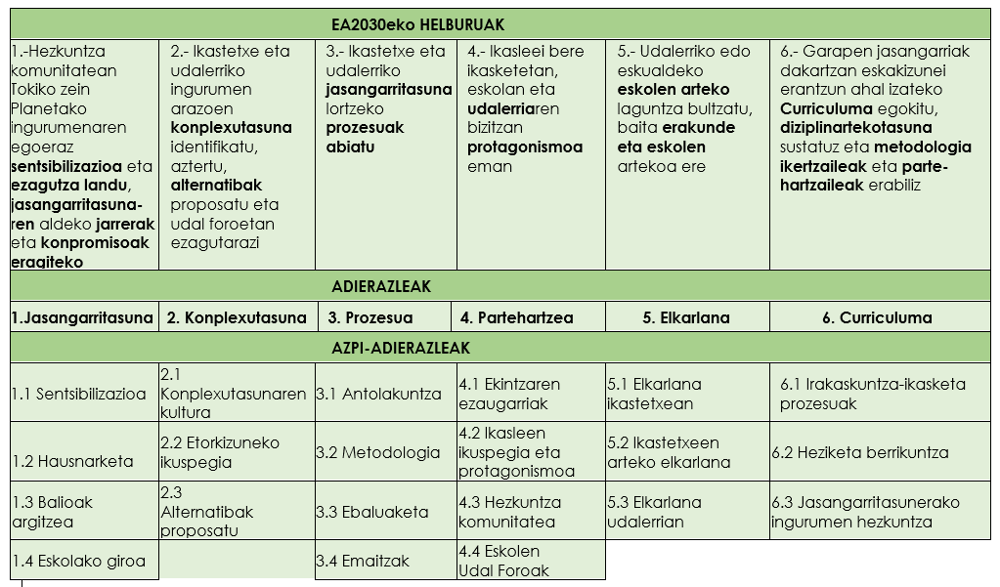 EA2030eko HELBURUAK
1.-Hezkuntza
komunitatean
Tokiko zein
Planetako
ingurumenaren
egoeraz
sentsibilizazioa eta
ezagutza landu,
jasangarritasuna-
ren aldeko jarrerak
eta konpromisoak
eragiteko
2.- Ikastetxe eta
udalerriko
ingurumen
arazoen
konplexutasuna
identifikatu,
aztertu,
alternatibak
proposatu eta
udal foroetan
ezagutarazi
3.- Ikastetxe eta
udalerriko
jasangarritasuna
lortzeko
prozesuak
abiatu
4.- Ikasleei bere
ikasketetan,
eskolan eta
udalerriaren
bizitzan
protagonismoa
eman
5.- Udalerriko edo
eskualdeko
eskolen arteko
laguntza bultzatu,
baita erakunde
eta eskolen
artekoa ere
6.- Garapen jasangarriak
dakartzan eskakizunei
erantzun ahal izateko
Curriculuma egokitu,
diziplinartekotasuna
sustatuz eta metodologia
ikertzaileak eta parte-
hartzaileak erabiliz
ADIERAZLEAK
1.Jasangarritasuna
2. Konplexutasuna
3. Prozesua
4. Partehartzea
5. Elkarlana
6. Curriculuma
AZPI-ADIERAZLEAK
1.1 Sentsibilizazioa
2.1
Konplexutasunaren
kultura
3.1 Antolakuntza
4.1 Ekintzaren
ezaugarriak
5.1 Elkarlana
ikastetxean
6.1 Irakaskuntza-ikasketa
prozesuak
1.2 Hausnarketa
2.2 Etorkizuneko
ikuspegia
3.2 Metodologia
4.2 Ikasleen
ikuspegia eta
protagonismoa
5.2 Ikastetxeen
arteko elkarlana
6.2 Heziketa berrikuntza
1.3 Balioak
argitzea
2.3
Alternatibak
proposatu
3.3 Ebaluaketa
4.3 Hezkuntza
komunitatea
5.3 Elkarlana
udalerrian
6.3 Jasangarritasunerako
ingurumen hezkuntza
1.4 Eskolako giroa
3.4 Emaitzak
4.4 Eskolen
Udal Foroak